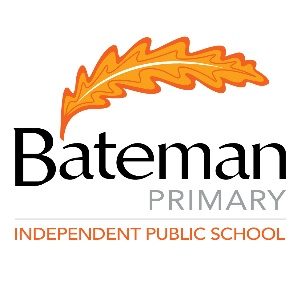 Bateman
PRIMARY
INDEPENDENT PUBLIC SCHOOL